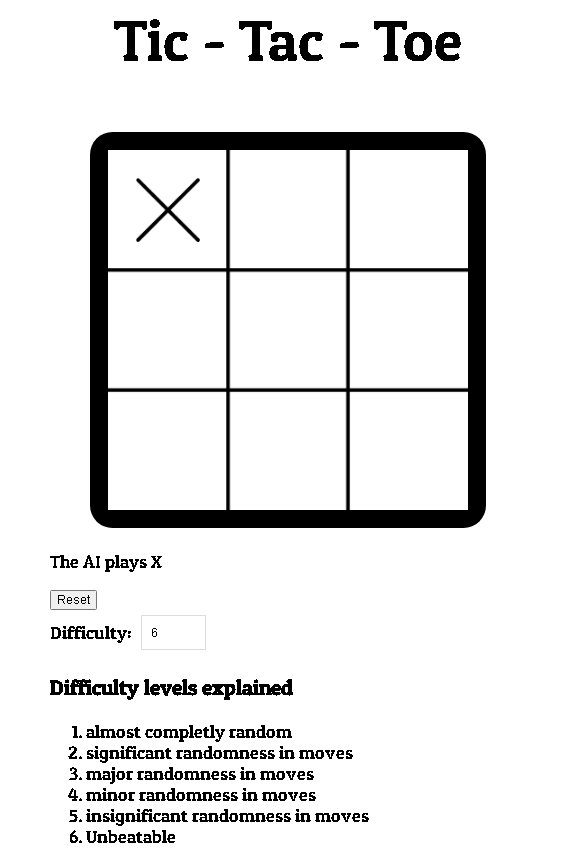 Tic - Tac - Toe
The AI plays X
Reset
Difficulty: 6
Difficulty levels explained
1. almost completly random
2. significant randomness in moves
3. major randomness in moves
4. minor randomness in moves
5. insignificant randomness in moves
6. Unbeatable